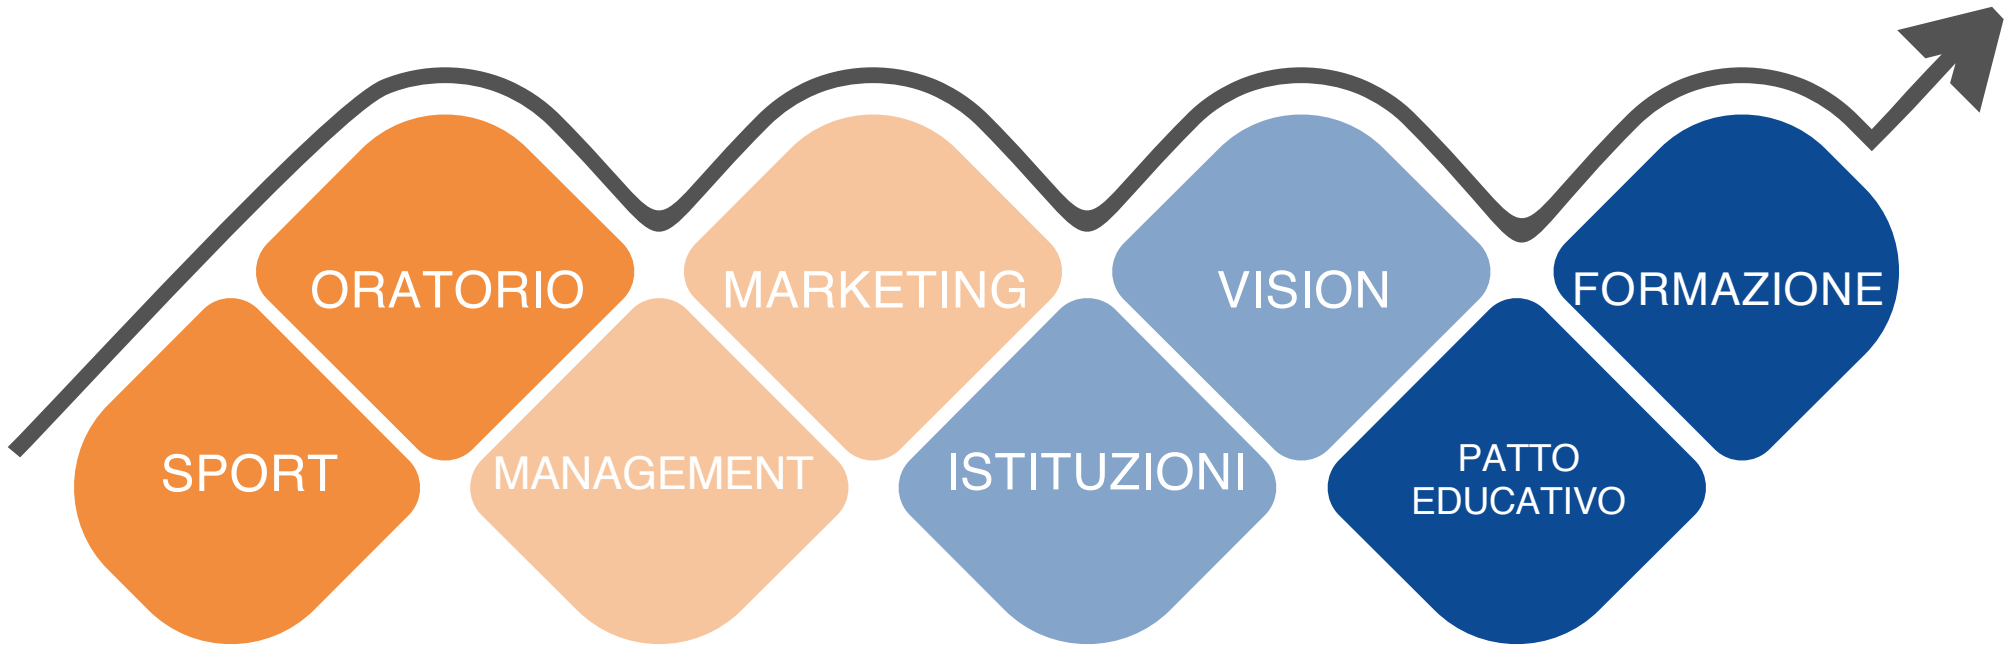 ORATORIO
MARKETING
VISION
FORMAZIONE
SPORT
MANAGEMENT
ISTITUZIONI
PATTO
EDUCATIVO